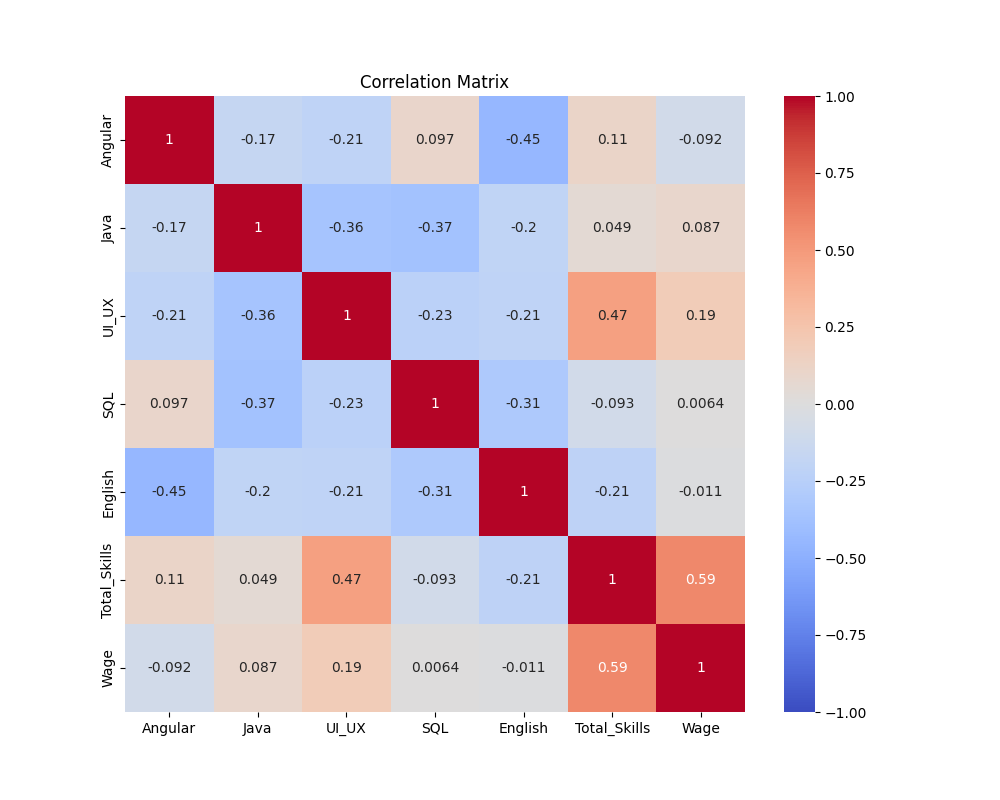 Correlation Matrix
Angular 1 -0.17 -0.21 0.097 -0.45 0.11 -0.092
Java -0.17 1 -0.36 -0.37 -0.2 0.049 0.087
UI_UX -0.21 -0.36 1 -0.23 -0.21 0.47 0.19
SQL 0.097 -0.37 -0.23 1 -0.31 -0.093 0.0064
English -0.45 -0.2 -0.21 -0.31 1 -0.21 -0.011
Total_Skills 0.11 0.049 0.47 -0.093 -0.21 1 0.59
Wage -0.092 0.087 0.19 0.0064 -0.011 0.59 1
Angular Java UI_UX SQL English Total_Skills Wage
1.00
0.75
0.50
0.25
0.00
−0.25
−0.50
−0.75
−1.00